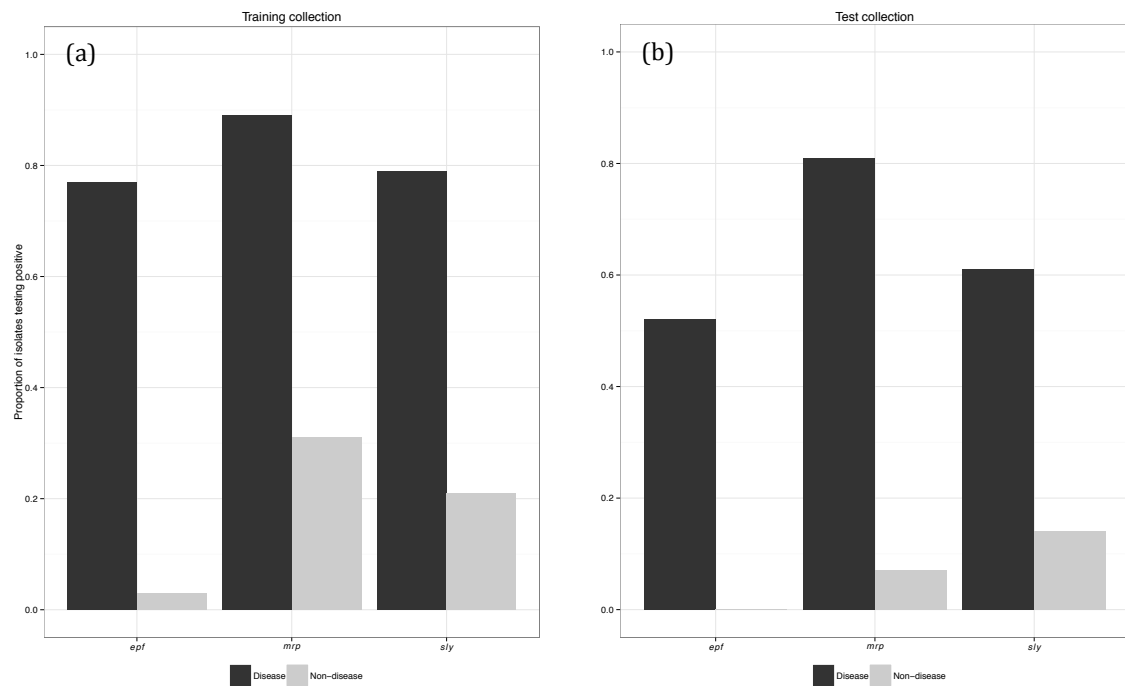 Training collection
(a)
Proportion of isolates testing positive
1.0
0.8
0.6
0.4
0.2
0.0
epf mrp sly
Disease Non−disease
Test collection
(b)
1.0
0.8
0.6
0.4
0.2
0.0
epf mrp sly
Disease Non−disease